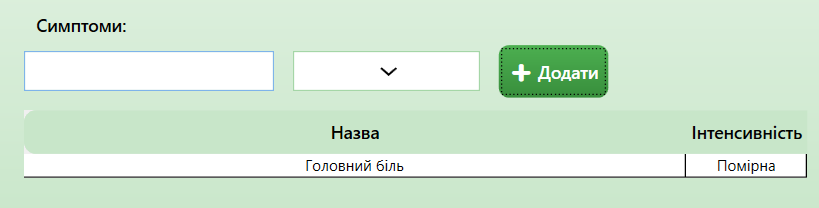 Симптоми:
Додати
Назва Інтенсивність
Головний біль Помірна